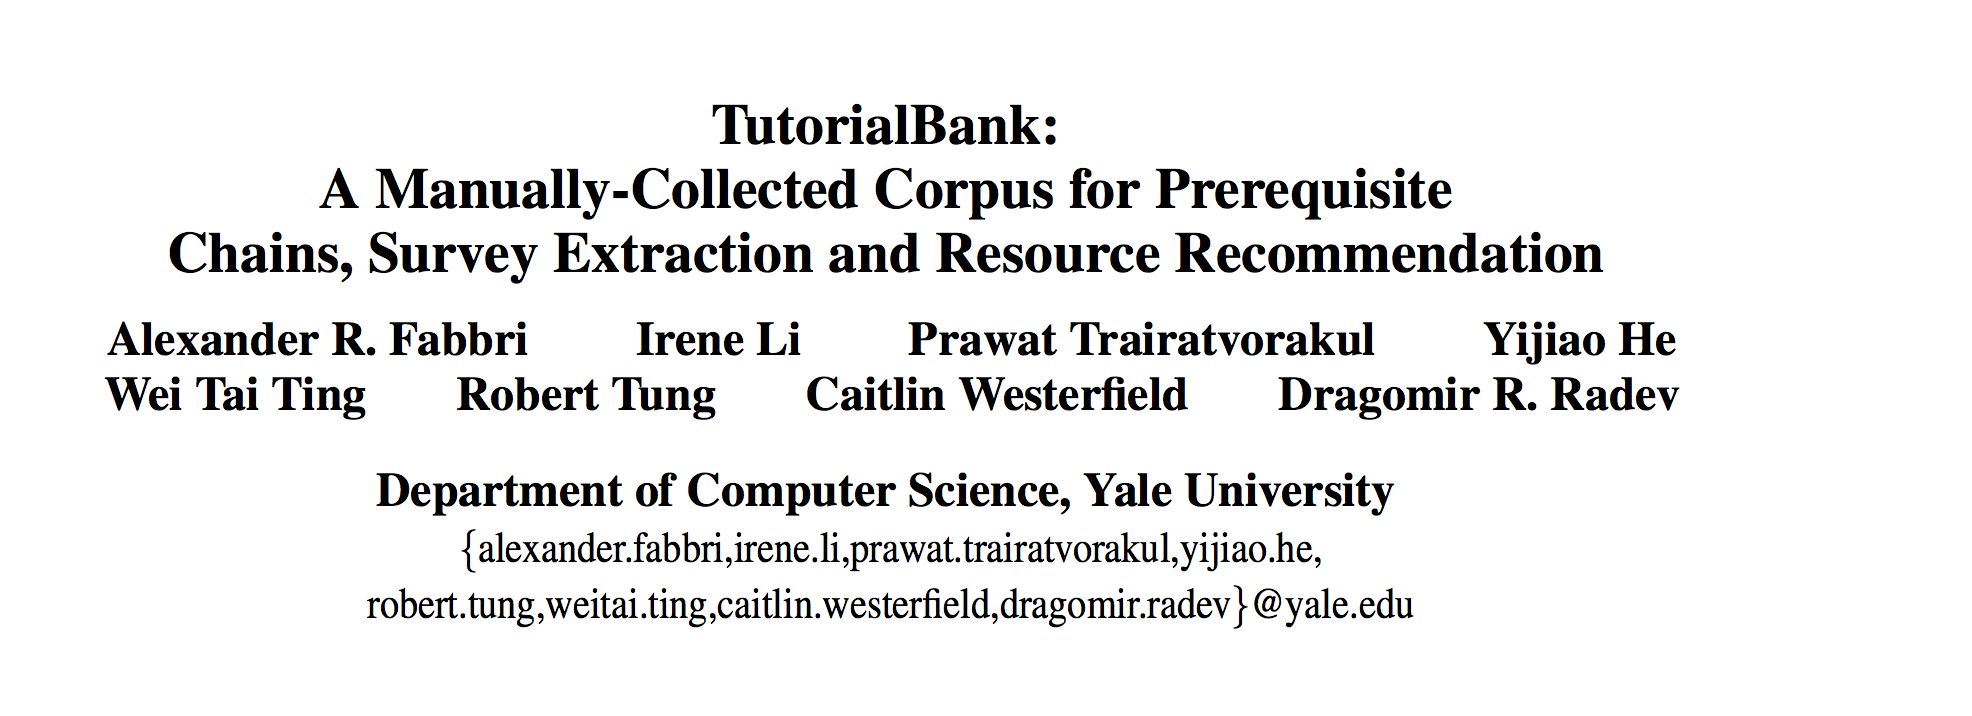 TutorialBank:
A Manually-Collected Corpus for Prerequisite
Chains, Survey Extraction and Resource Recommendation
Alexander R. Fabbri Irene Li Prawat Trairatvorakul Yijiao He
Wei Tai Ting Robert Tung Caitlin Westerfield Dragomir R. Radev
Department of Computer Science, Yale University
{alexander.fabbri,irene.li,prawat.trairatvorakul,yijiao.he,
robert.tung,weitai.ting,caitlin.westerfield,dragomir.radev}@yale.edu